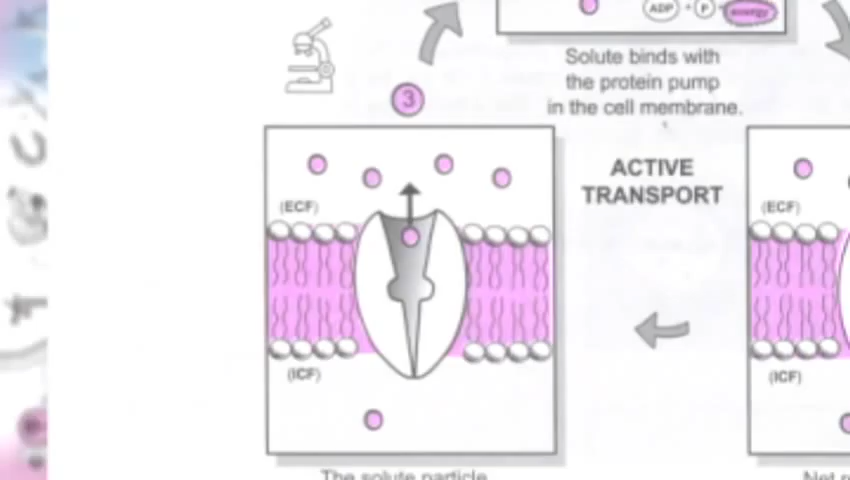 ADP + P + energy
Solute binds with
the protein pump
in the cell membrane.
3
ACTIVE
TRANSPORT
(ECF)
(ECF)
(ICF)
(ICF)
The solute particle